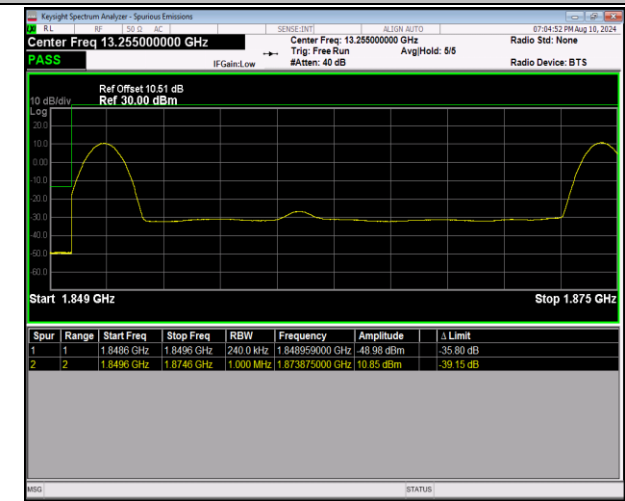 Keysight Spectrum Analyzer - Spurious Emissions
RL RF 50 Ω AC SENSE:INT ALIGN AUTO 07:04:52 PM Aug 10, 2024
Center Freq 13.255000000 GHz Center Freq: 13.255000000 GHz Radio Std: None
Trig: Free Run Avg|Hold: 5/5
PASS IFGain:Low #Atten: 40 dB Radio Device: BTS
Ref Offset 10.51 dB
10 dB/div Ref 30.00 dBm
Log
20.0
10.0
0.00
-10.0
-20.0
-30.0
-40.0
-50.0
-60.0
Start 1.849 GHz Stop 1.875 GHz
Spur Range Start Freq Stop Freq RBW Frequency Amplitude Δ Limit
1 1 1.8486 GHz 1.8496 GHz 240.0 kHz 1.848959000 GHz -48.98 dBm -35.80 dB
2 2 1.8496 GHz 1.8746 GHz 1.000 MHz 1.873875000 GHz 10.85 dBm -39.15 dB
MSG STATUS